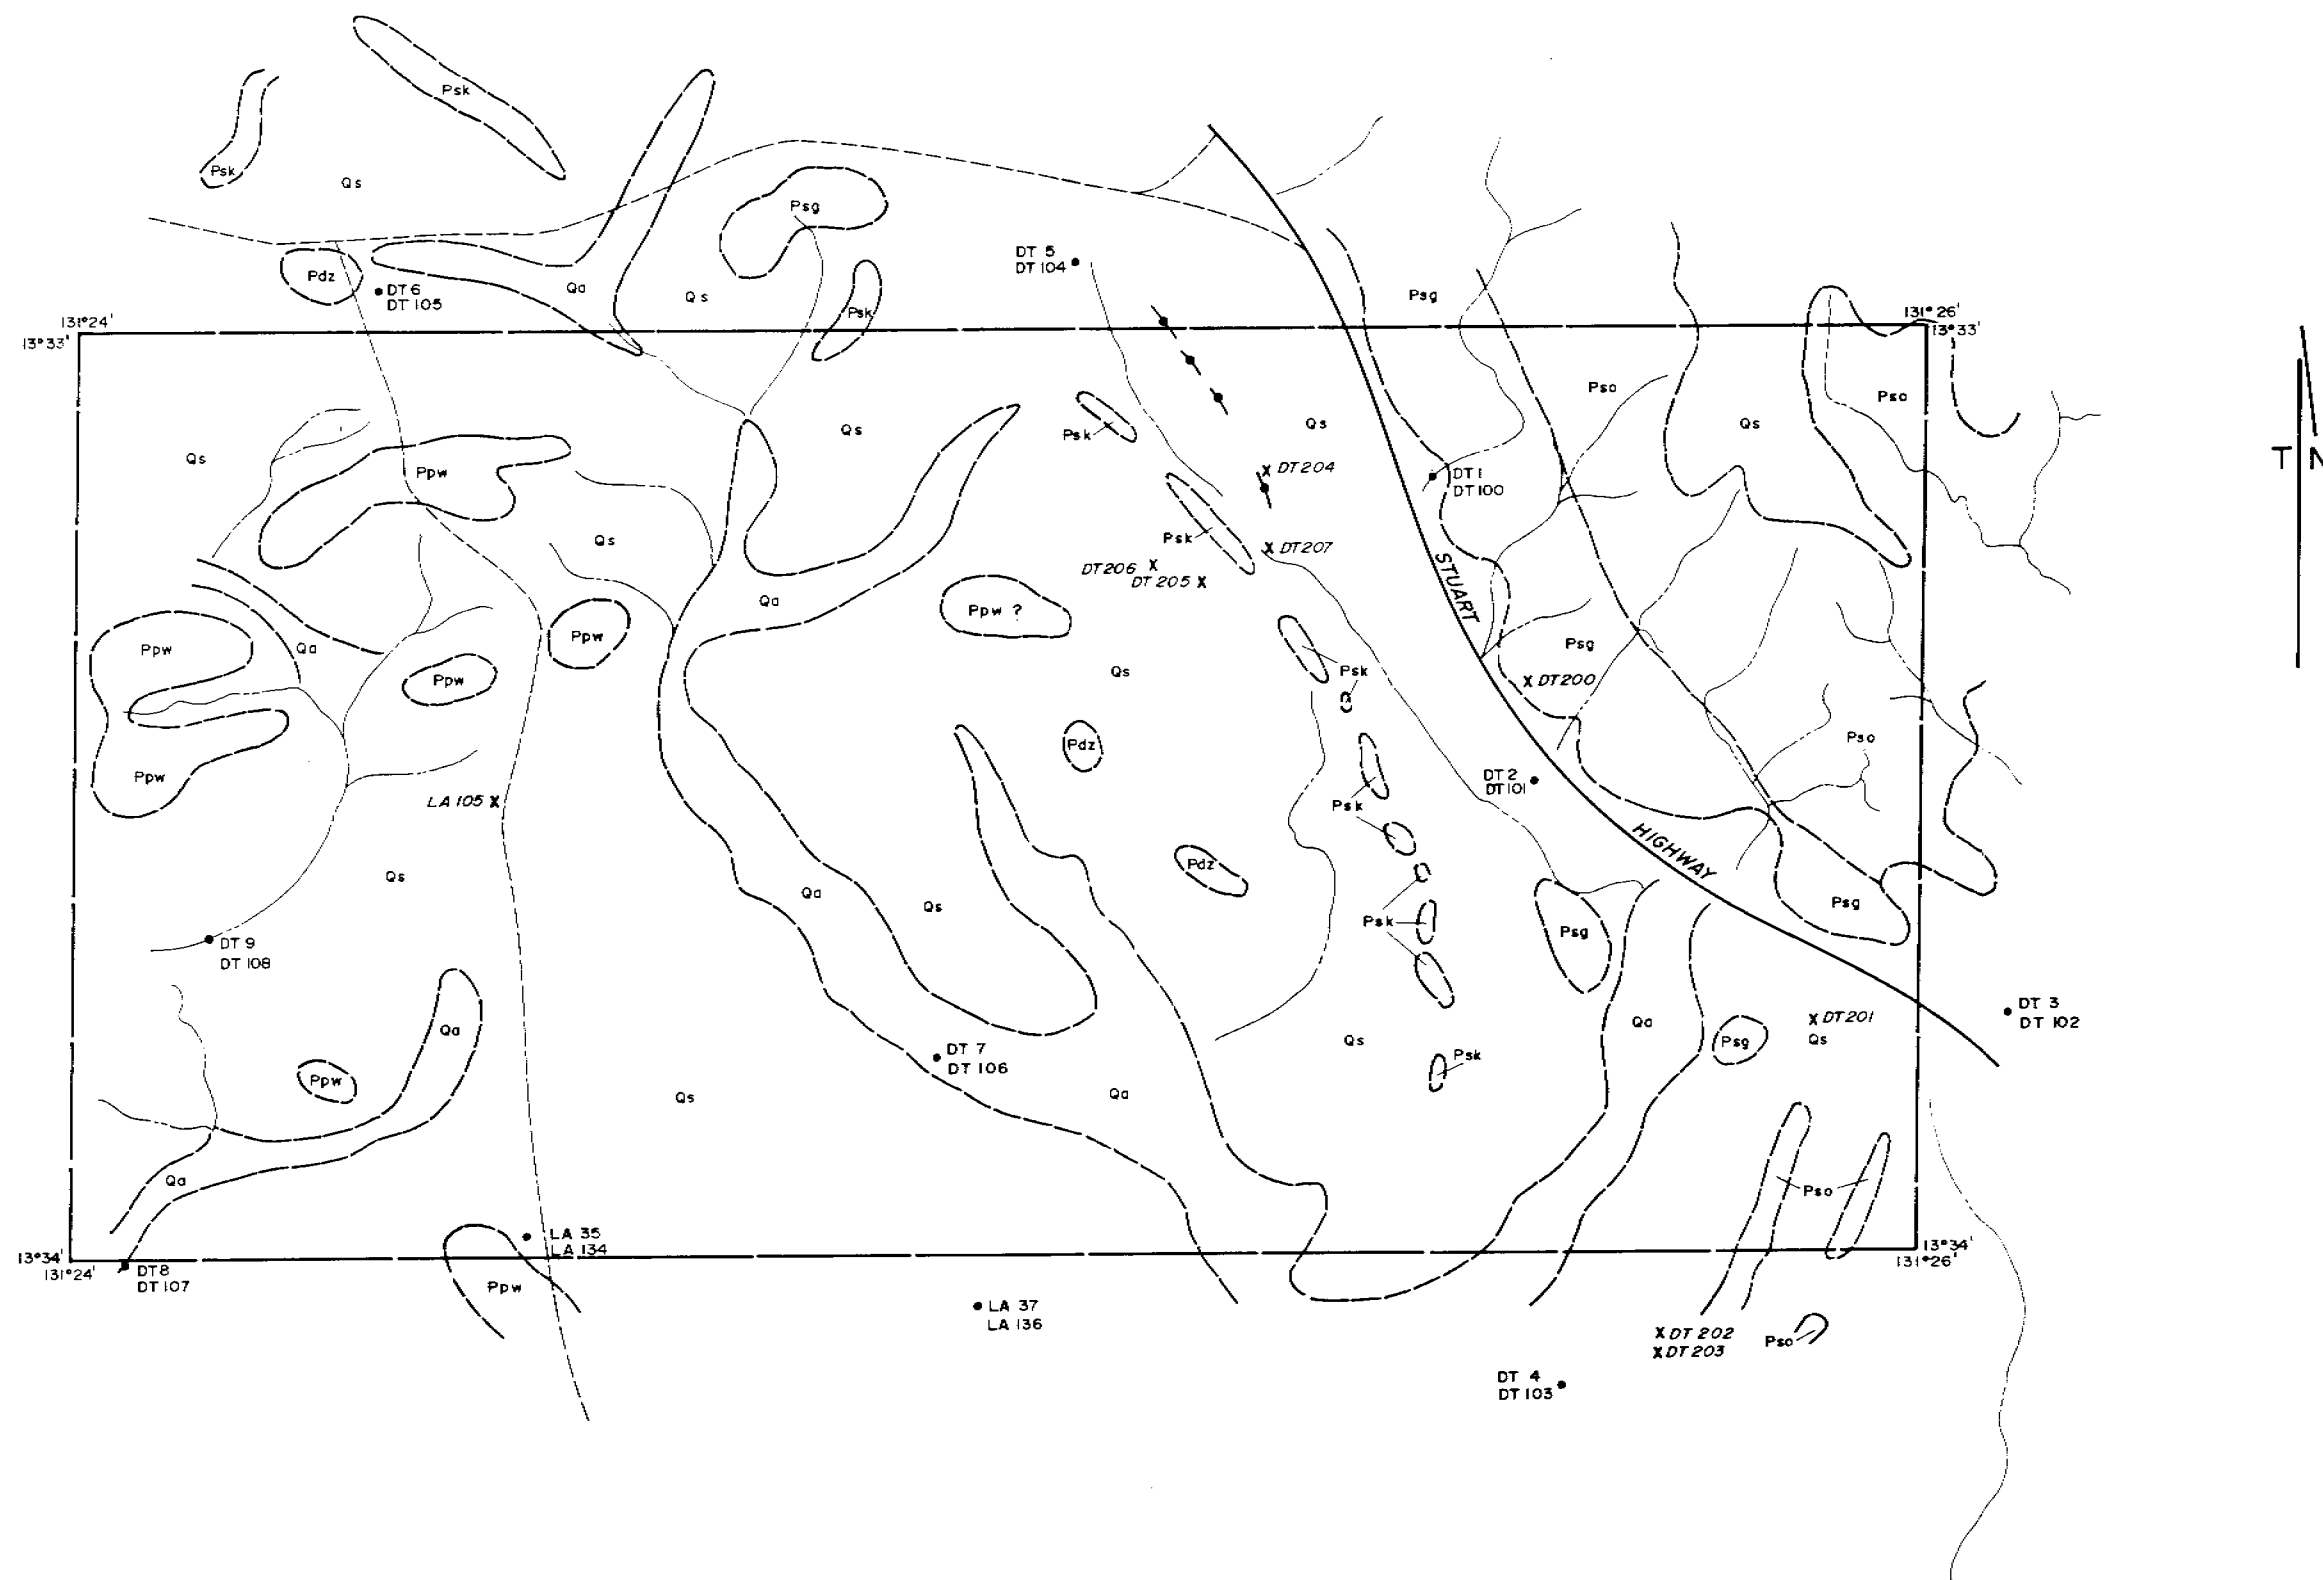 Psk
Psk
Qs
Psg
DT 5
DT 104
Pdz
DT 6
DT 105
Qa
Qs
Psk
Psg
131°24'
13°33'
131°26'
13°33'
Pso
Pso
Qs
Qs
Qs
Psk
Qs
Ppw
DT 204
DT 1
DT 100
T N
Qs
Psk
DT 207
DT 206
DT 205
STUART
Qa
Ppw ?
Ppw
Ppw
Qa
Psg
Psk
Qs
Ppw
DT 200
Pdz
Pso
Ppw
DT 2
DT 101
LA 105
Psk
HIGHWAY
Pdz
Qs
Qa
Qs
Psg
Psk
Psg
DT 9
DT 108
Qa
Qa
DT 3
DT 102
DT 201
Qs
Qs
Psg
DT 7
DT 106
Psk
Ppw
Qs
Qa
Qa
Pso
LA 35
LA 134
13°34'
131°24'
13°34'
131°26'
DT 8
DT 107
Ppw
LA 37
LA 136
DT 202
DT 203
Pso
DT 4
DT 103